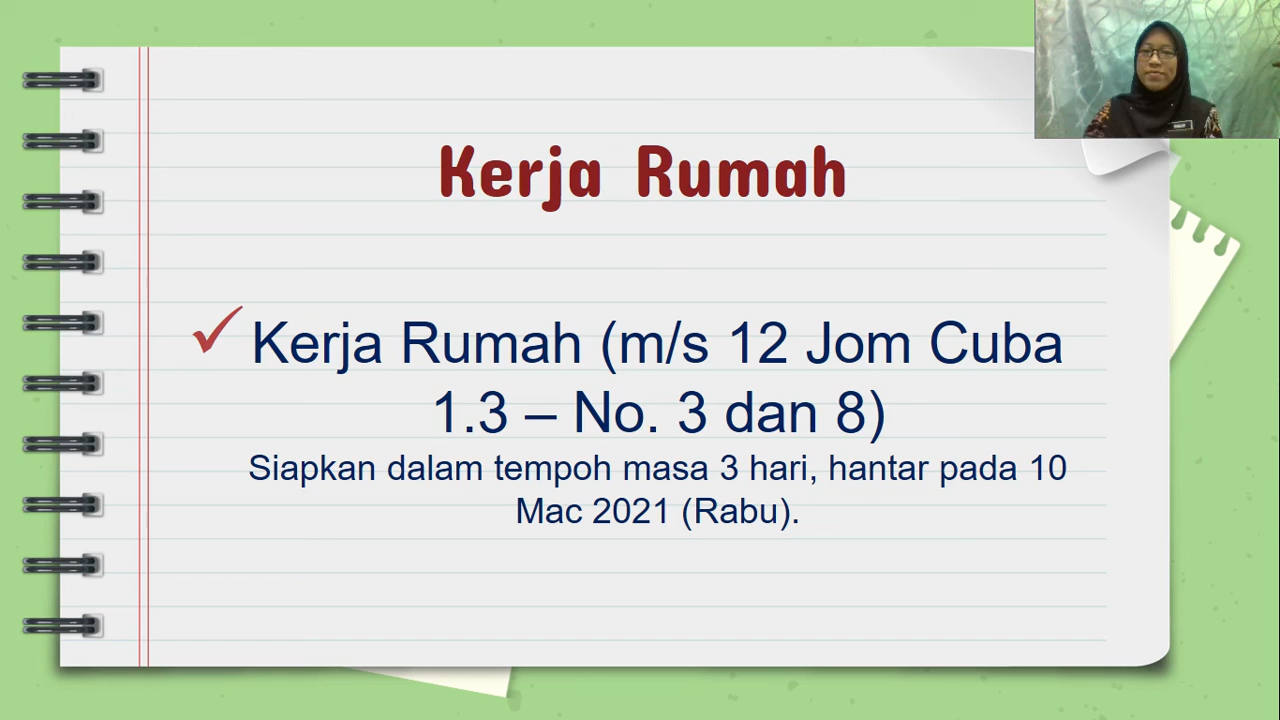 Kerja Rumah
✓ Kerja Rumah (m/s 12 Jom Cuba
1.3 – No. 3 dan 8)
Siapkan dalam tempoh masa 3 hari, hantar pada 10
Mac 2021 (Rabu).